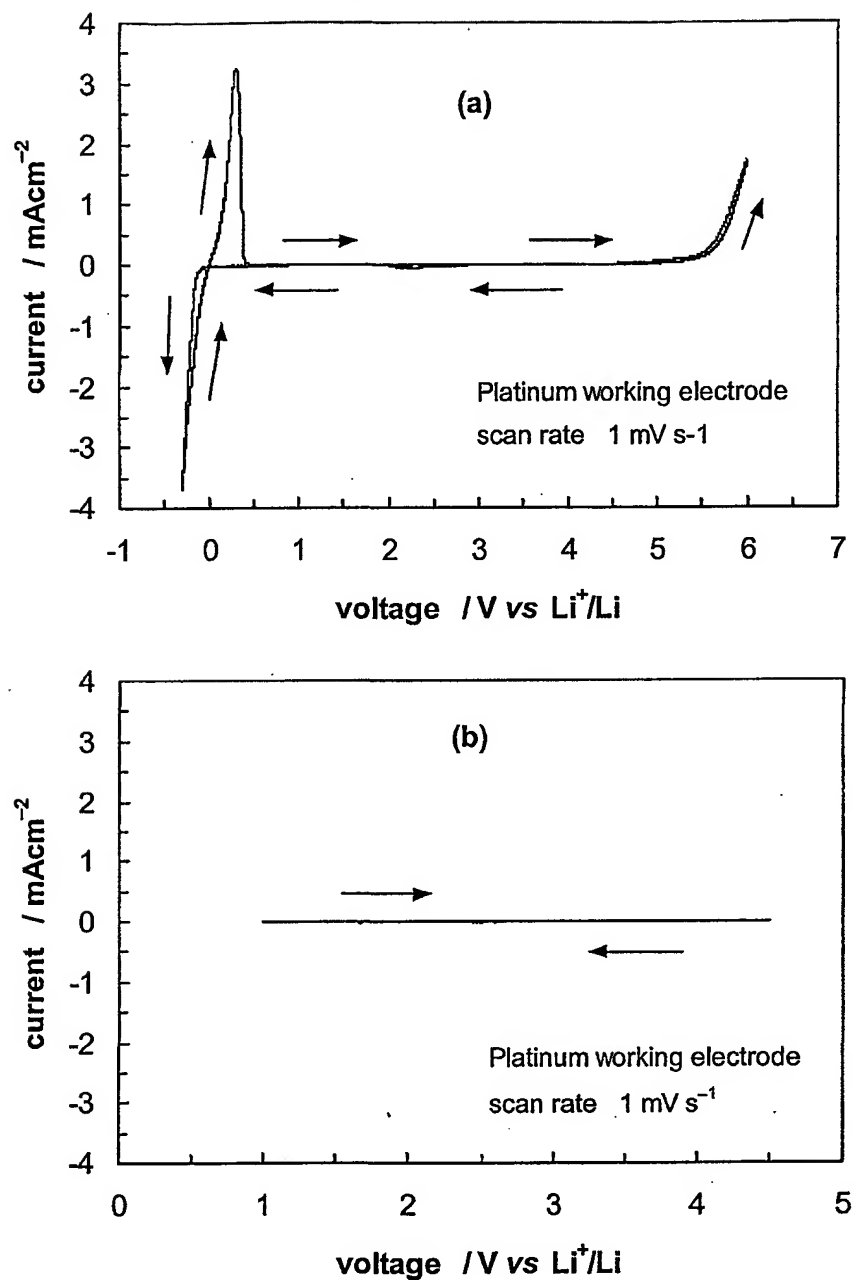 (a)
current / mAcm⁻²
4
3
2
1
0
-1
-2
-3
-4
Platinum working electrode
scan rate 1 mV s-1
-1 0 1 2 3 4 5 6 7
voltage / V vs Li⁺/Li
(b)
current / mAcm⁻²
4
3
2
1
0
-1
-2
-3
-4
Platinum working electrode
scan rate 1 mV s⁻¹
0 1 2 3 4 5
voltage / V vs Li⁺/Li